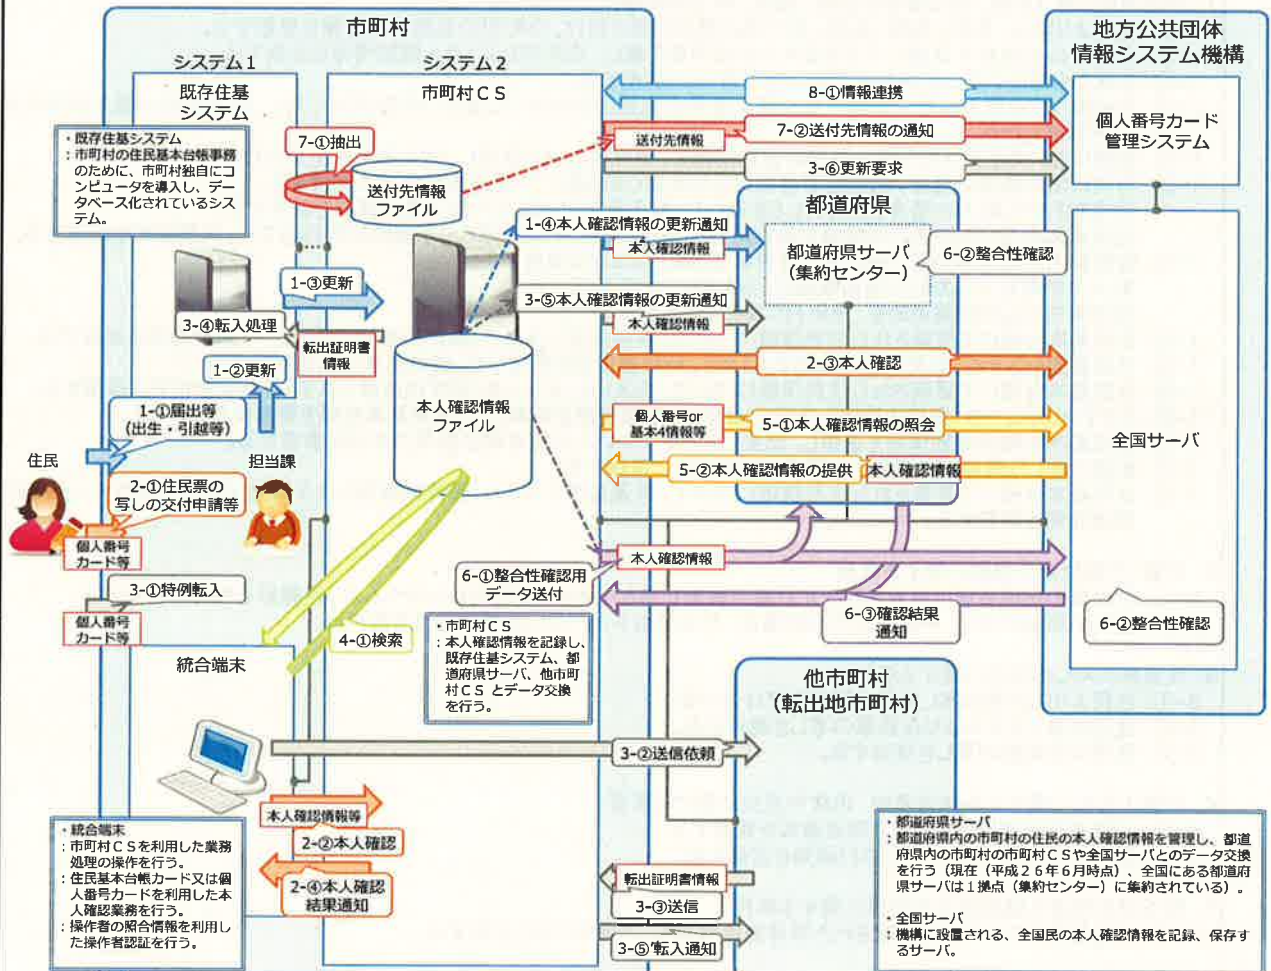 市町村
地方公共団体
情報システム機構
システム1
既存住基
システム
システム2
市町村CS
8-①情報連携
7-①抽出
送付先情報
7-②送付先情報の通知
3-⑥更新要求
個人番号カード
管理システム
・既存住基システム
：市町村の住民基本台帳事務
のために、市町村独自にコ
ンピュータを導入し、デー
タベース化されているシス
テム。
送付先情報
ファイル
都道府県
1-④本人確認情報の更新通知
本人確認情報
都道府県サーバ
（集約センター）
6-②整合性確認
1-③更新
3-⑤本人確認情報の更新通知
本人確認情報
3-④転入処理
転出証明書
情報
1-②更新
2-③本人確認
1-①届出等
（出生・引越等）
本人確認情報
ファイル
個人番号or
基本4情報等
5-①本人確認情報の照会
全国サーバ
5-②本人確認情報の提供
本人確認情報
住民
担当課
2-①住民票の
写しの交付申請等
個人番号
カード等
3-①特例転入
個人番号
カード等
本人確認情報
6-①整合性確認用
データ送付
6-③確認結果
通知
6-②整合性確認
4-①検索
統合端末
・市町村CS
：本人確認情報を記録し、
既存住基システム、都
道府県サーバ、他市町
村CS とデータ交換
を行う。
他市町村
（転出地市町村）
3-②送信依頼
本人確認情報等
2-②本人確認
2-④本人確認
結果通知
・統合端末
：市町村CSを利用した業務
処理の操作を行う。
：住民基本台帳カード又は個
人番号カードを利用した本
人確認業務を行う。
：操作者の照合情報を利用し
た操作者認証を行う。
転出証明書情報
3-③送信
3-⑤'転入通知
・都道府県サーバ
：都道府県内の市町村の住民の本人確認情報を管理し、都道
府県内の市町村の市町村CSや全国サーバとのデータ交換
を行う（現在（平成26年6月時点）、全国にある都道府
県サーバは1拠点（集約センター）に集約されている）。
・全国サーバ
：機構に設置される、全国民の本人確認情報を記録、保存す
るサーバ。